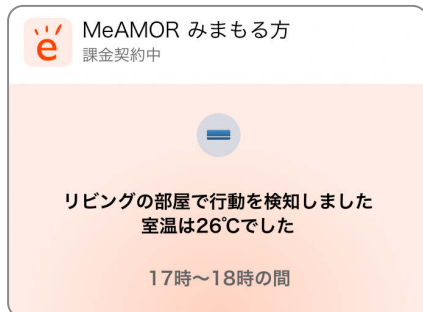 e
MeAMOR みまもる方
課金契約中
リビングの部屋で行動を検知しました
室温は26℃でした
17時〜18時の間